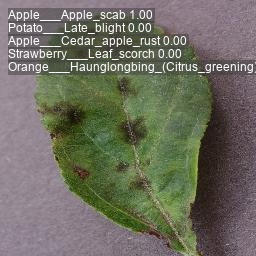 Apple___Apple_scab 1.00
Potato___Late_blight 0.00
Apple___Cedar_apple_rust 0.00
Strawberry___Leaf_scorch 0.00
Orange___Haunglongbing_(Citrus_greening)